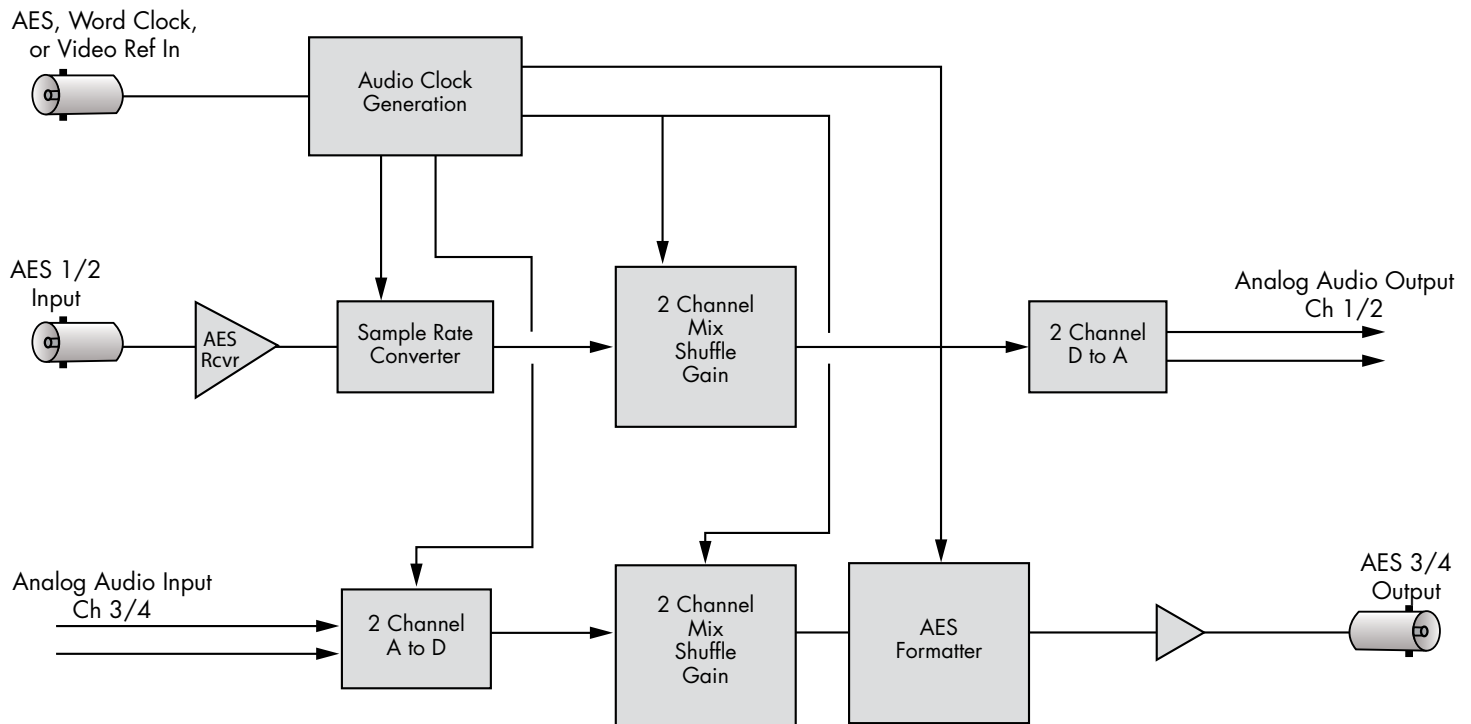 AES, Word Clock,
or Video Ref In
Audio Clock
Generation
AES 1/2
Input
AES
Rcvr
Sample Rate
Converter
2 Channel
Mix
Shuffle
Gain
2 Channel
D to A
Analog Audio Output
Ch 1/2
Analog Audio Input
Ch 3/4
2 Channel
A to D
2 Channel
Mix
Shuffle
Gain
AES
Formatter
AES 3/4
Output